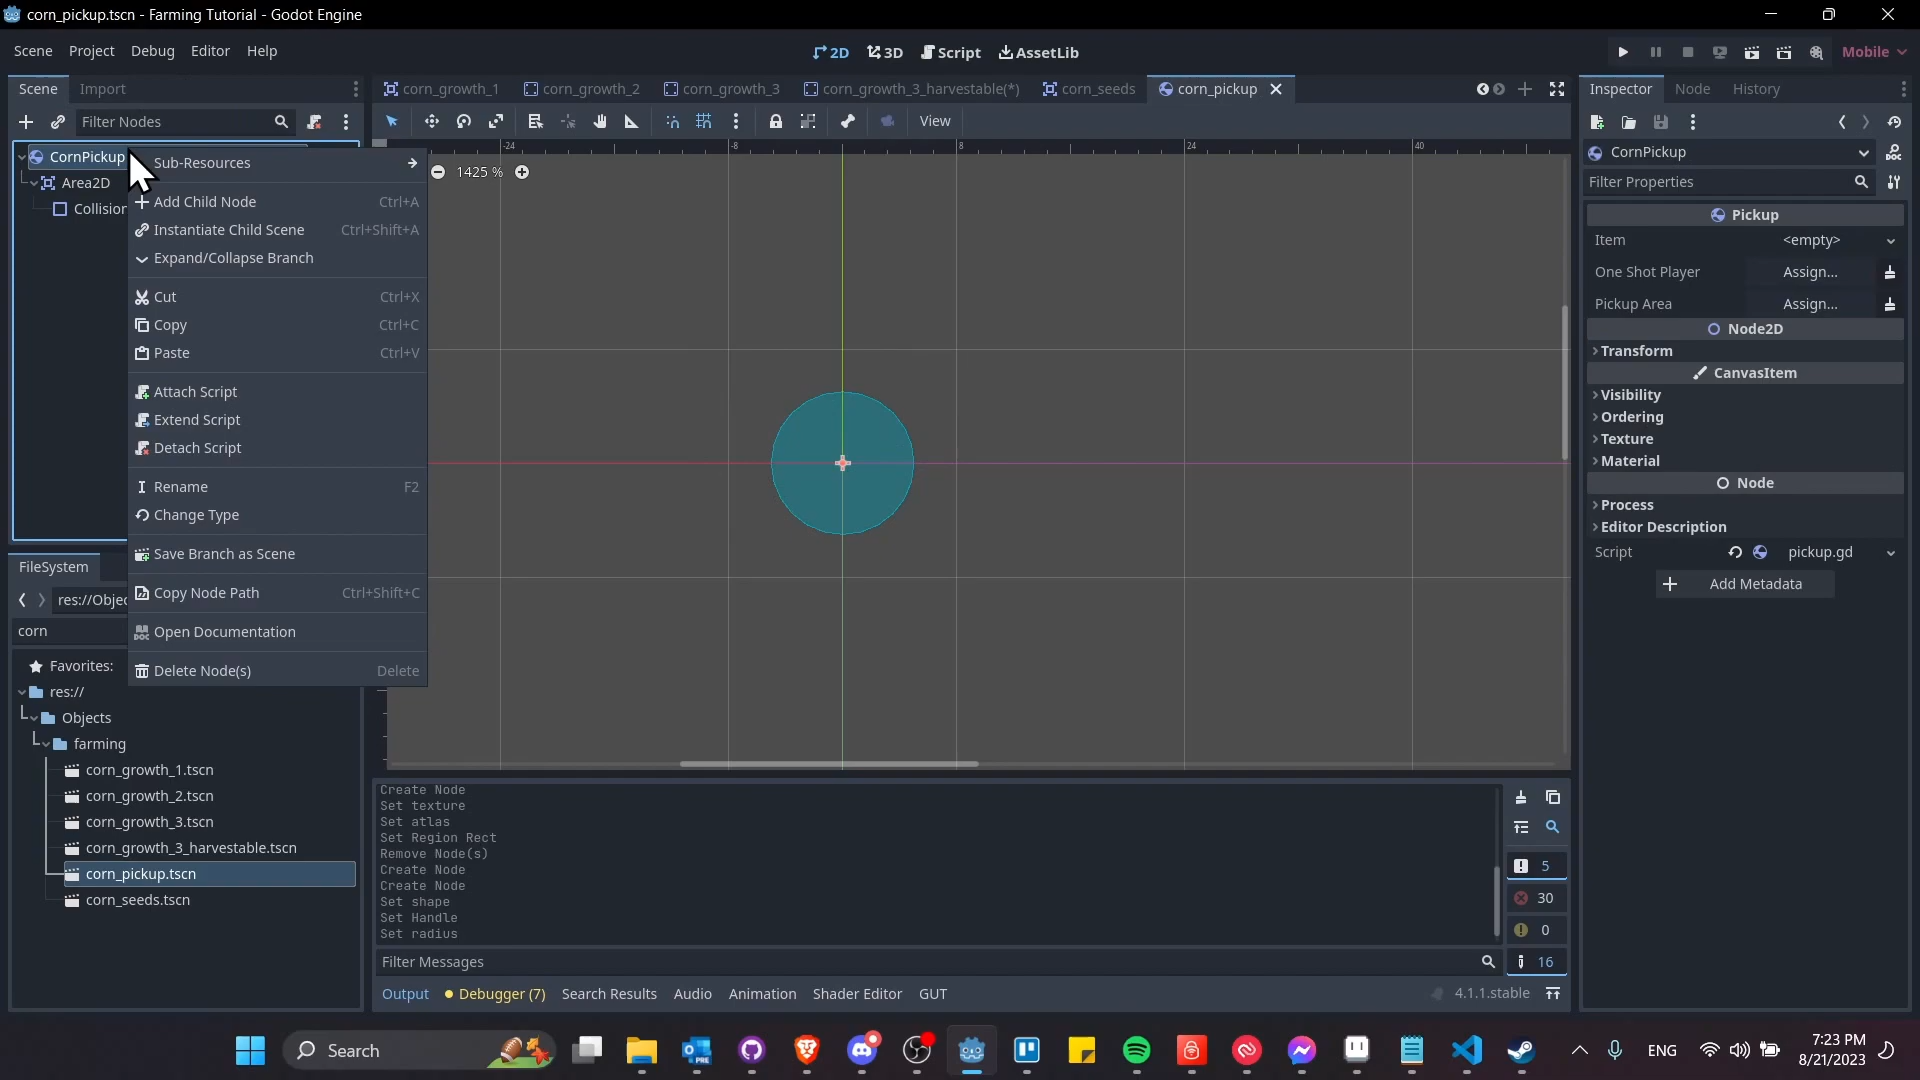 corn_pickup.tscn - Farming Tutorial - Godot Engine
Scene Project Debug Editor Help
2D 3D Script AssetLib
Mobile
Scene Import
corn_growth_1 corn_growth_2 corn_growth_3 corn_growth_3_harvestable(*) corn_seeds corn_pickup
Inspector Node History
Filter Nodes
View
CornPickup
Area2D
Collision
Sub-Resources
Add Child Node Ctrl+A
Instantiate Child Scene Ctrl+Shift+A
Expand/Collapse Branch
Cut Ctrl+X
Copy Ctrl+C
Paste Ctrl+V
Attach Script
Extend Script
Detach Script
Rename F2
Change Type
Save Branch as Scene
Copy Node Path Ctrl+Shift+C
Open Documentation
Delete Node(s) Delete
-24 -8 8 24 40
1425 %
CornPickup
Filter Properties
Pickup
Item <empty>
One Shot Player Assign...
Pickup Area Assign...
Node2D
Transform
CanvasItem
Visibility
Ordering
Texture
Material
Node
Process
Editor Description
Script pickup.gd
Add Metadata
FileSystem
res://Objec
corn
Favorites:
res://
Objects
farming
corn_growth_1.tscn
corn_growth_2.tscn
corn_growth_3.tscn
corn_growth_3_harvestable.tscn
corn_pickup.tscn
corn_seeds.tscn
Create Node
Set texture
Set atlas
Set Region Rect
Remove Node(s)
Create Node
Create Node
Set shape
Set Handle
Set radius
5
30
0
16
Filter Messages
Output Debugger (7) Search Results Audio Animation Shader Editor GUT
4.1.1.stable
Search
PRE
ENG
7:23 PM
8/21/2023